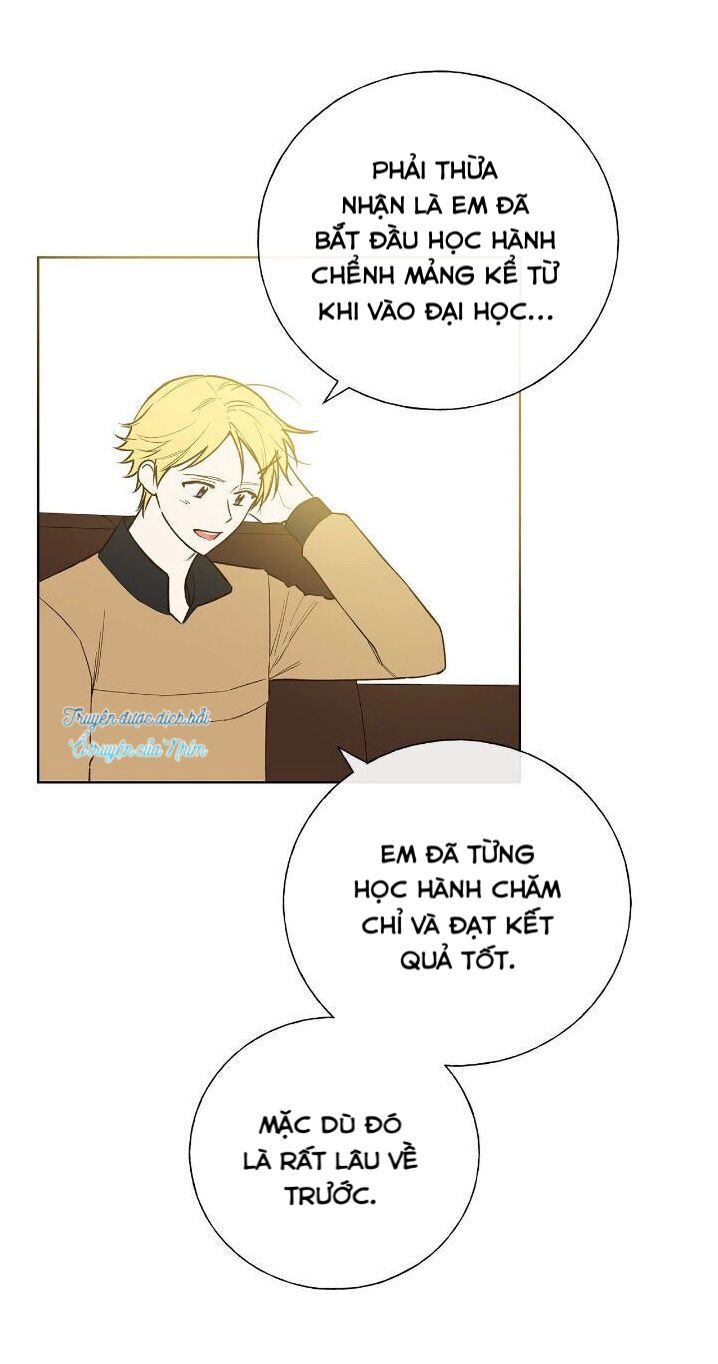 PHẢI THỪA
NHẬN LÀ EM ĐÃ
BẮT ĐẦU HỌC HÀNH
CHỂNH MẢNG KỂ TỪ
KHI VÀO ĐẠI HỌC...
Truyện được dịch bởi
Ổ truyện của Nhím
EM ĐÃ TỪNG
HỌC HÀNH CHĂM
CHỈ VÀ ĐẠT KẾT
QUẢ TỐT.
MẶC DÙ ĐÓ
LÀ RẤT LÂU VỀ
TRƯỚC.